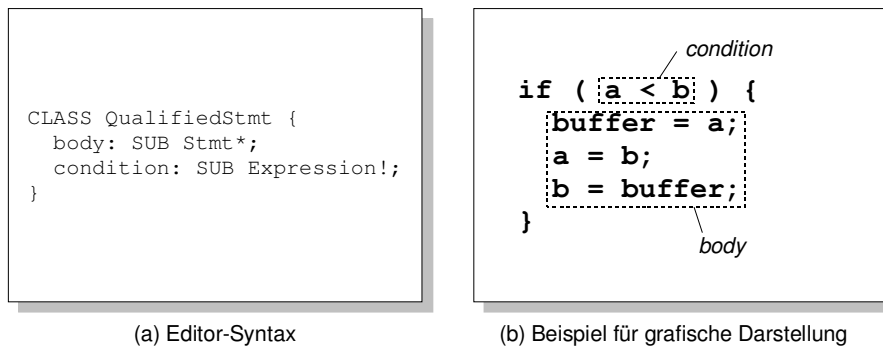 CLASS QualifiedStmt {
body: SUB Stmt*;
condition: SUB Expression!;
}
condition
if ( a < b ) {
buffer = a;
a = b;
b = buffer;
}
body
(a) Editor-Syntax
(b) Beispiel für grafische Darstellung